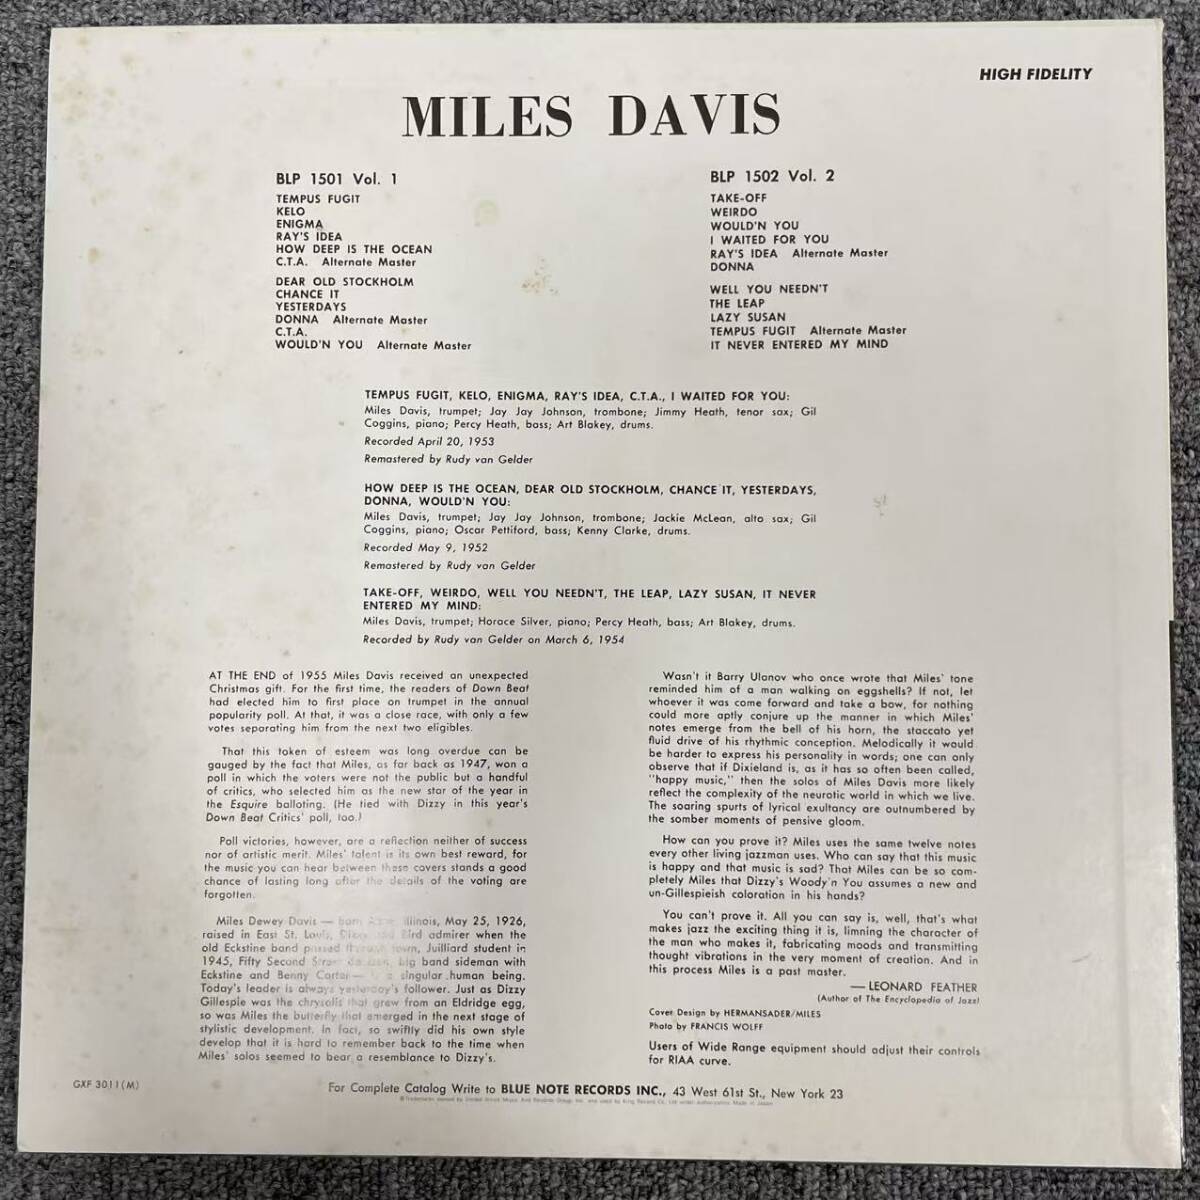 HIGH FIDELITY
MILES DAVIS
BLP 1501 Vol. 1
TEMPUS FUGIT
KELO
ENIGMA
RAY'S IDEA
HOW DEEP IS THE OCEAN
C.T.A. Alternate Master
DEAR OLD STOCKHOLM
CHANCE IT
YESTERDAYS
DONNA Alternate Master
C.T.A.
WOULD'N YOU Alternate Master
BLP 1502 Vol. 2
TAKE-OFF
WEIRDO
WOULD'N YOU
I WAITED FOR YOU
RAY'S IDEA Alternate Master
DONNA
WELL YOU NEEDN'T
THE LEAP
LAZY SUSAN
TEMPUS FUGIT Alternate Master
IT NEVER ENTERED MY MIND
TEMPUS FUGIT, KELO, ENIGMA, RAY'S IDEA, C.T.A., I WAITED FOR YOU:
Miles Davis, trumpet; Jay Jay Johnson, trombone; Jimmy Heath, tenor sax; Gil
Coggins, piano; Percy Heath, bass; Art Blakey, drums.
Recorded April 20, 1953
Remastered by Rudy van Gelder
HOW DEEP IS THE OCEAN, DEAR OLD STOCKHOLM, CHANCE IT, YESTERDAYS,
DONNA, WOULD'N YOU:
Miles Davis, trumpet; Jay Jay Johnson, trombone; Jackie McLean, alto sax; Gil
Coggins, piano; Oscar Pettiford, bass; Kenny Clarke, drums.
Recorded May 9, 1952
Remastered by Rudy van Gelder
TAKE-OFF, WEIRDO, WELL YOU NEEDN'T, THE LEAP, LAZY SUSAN, IT NEVER
ENTERED MY MIND:
Miles Davis, trumpet; Horace Silver, piano; Percy Heath, bass; Art Blakey, drums.
Recorded by Rudy van Gelder on March 6, 1954
AT THE END of 1955 Miles Davis received an unexpected
Christmas gift. For the first time, the readers of Down Beat
had elected him to first place on trumpet in the annual
popularity poll. At that, it was a close race, with only a few
votes separating him from the next two eligibles.
That this token of esteem was long overdue can be
gauged by the fact that Miles, as far back as 1947, won a
poll in which the voters were not the public but a handful
of critics, who selected him as the new star of the year in
the Esquire balloting. (He tied with Dizzy in this year's
Down Beat Critics' poll, too.)
Poll victories, however, are a reflection neither of success
nor of artistic merit. Miles' talent is its own best reward, for
the music you can hear between these covers stands a good
chance of lasting long after the details of the voting are
forgotten.
Miles Dewey Davis — born Illinois, May 25, 1926,
raised in East St. Louis, Dizzy and Bird admirer when the
old Eckstine band passed through town, Juilliard student in
1945, Fifty Second Street big band sideman with
Eckstine and Benny Carter— is a singular human being.
Today's leader is always yesterday's follower. Just as Dizzy
Gillespie was the chrysolis that grew from an Eldridge egg,
so was Miles the butterfly that emerged in the next stage of
stylistic development. In fact, so swiftly did his own style
develop that it is hard to remember back to the time when
Miles' solos seemed to bear a resemblance to Dizzy's.
Wasn't it Barry Ulanov who once wrote that Miles' tone
reminded him of a man walking on eggshells? If not, let
whoever it was come forward and take a bow, for nothing
could more aptly conjure up the manner in which Miles'
notes emerge from the bell of his horn, the staccato yet
fluid drive of his rhythmic conception. Melodically it would
be harder to express his personality in words; one can only
observe that if Dixieland is, as it has so often been called,
"happy music," then the solos of Miles Davis more likely
reflect the complexity of the neurotic world in which we live.
The soaring spurts of lyrical exultancy are outnumbered by
the somber moments of pensive gloom.
How can you prove it? Miles uses the same twelve notes
every other living jazzman uses. Who can say that this music
is happy and that music is sad? That Miles can be so com-
pletely Miles that Dizzy's Woody'n You assumes a new and
un-Gillespieish coloration in his hands?
You can't prove it. All you can say is, well, that's what
makes jazz the exciting thing it is, limning the character of
the man who makes it, fabricating moods and transmitting
thought vibrations in the very moment of creation. And in
this process Miles is a past master.
— LEONARD FEATHER
(Author of The Encyclopedia of Jazz)
Cover Design by HERMANSADER/MILES
Photo by FRANCIS WOLFF
Users of Wide Range equipment should adjust their controls
for RIAA curve.
GXF 3011(M)
For Complete Catalog Write to BLUE NOTE RECORDS INC., 43 West 61st St., New York 23